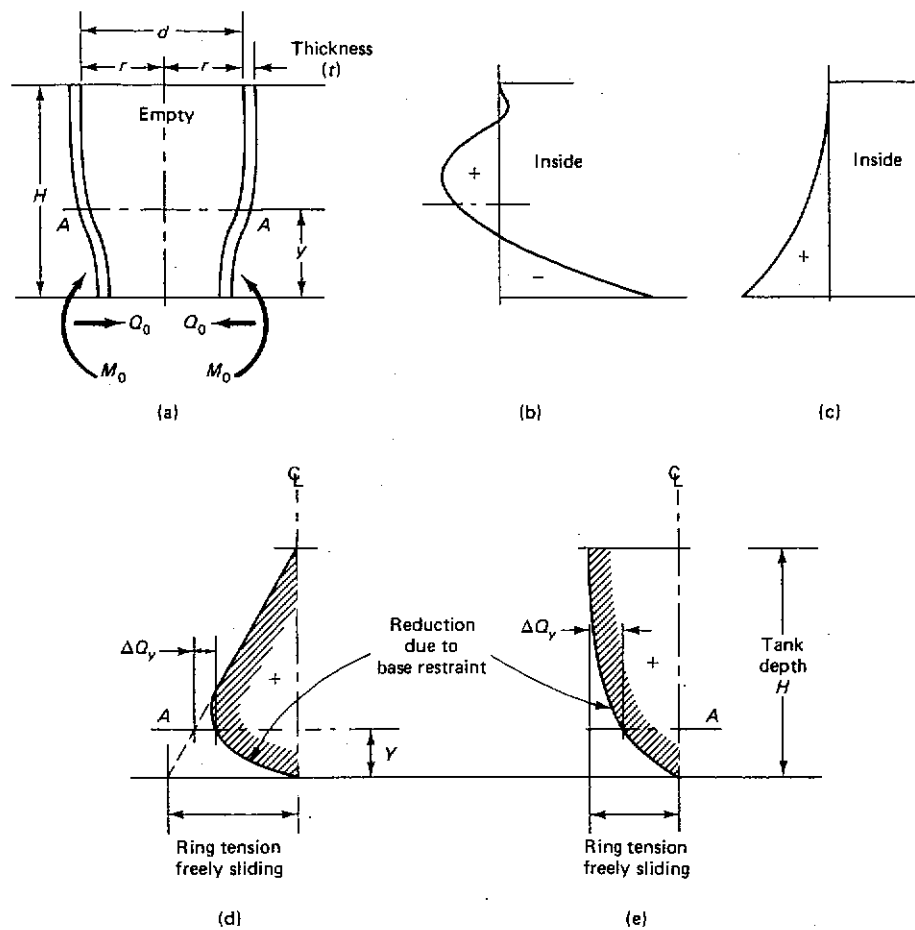 d
r
r
Thickness
(t)
Empty
H
A
A
y
Q₀
Q₀
M₀
M₀
(a)
+
Inside
−
(b)
Inside
+
(c)
℄
ΔQy
Reduction
due to
base restraint
+
A
Y
Ring tension
freely sliding
(d)
℄
ΔQy
+
Tank
depth
H
A
Ring tension
freely sliding
(e)